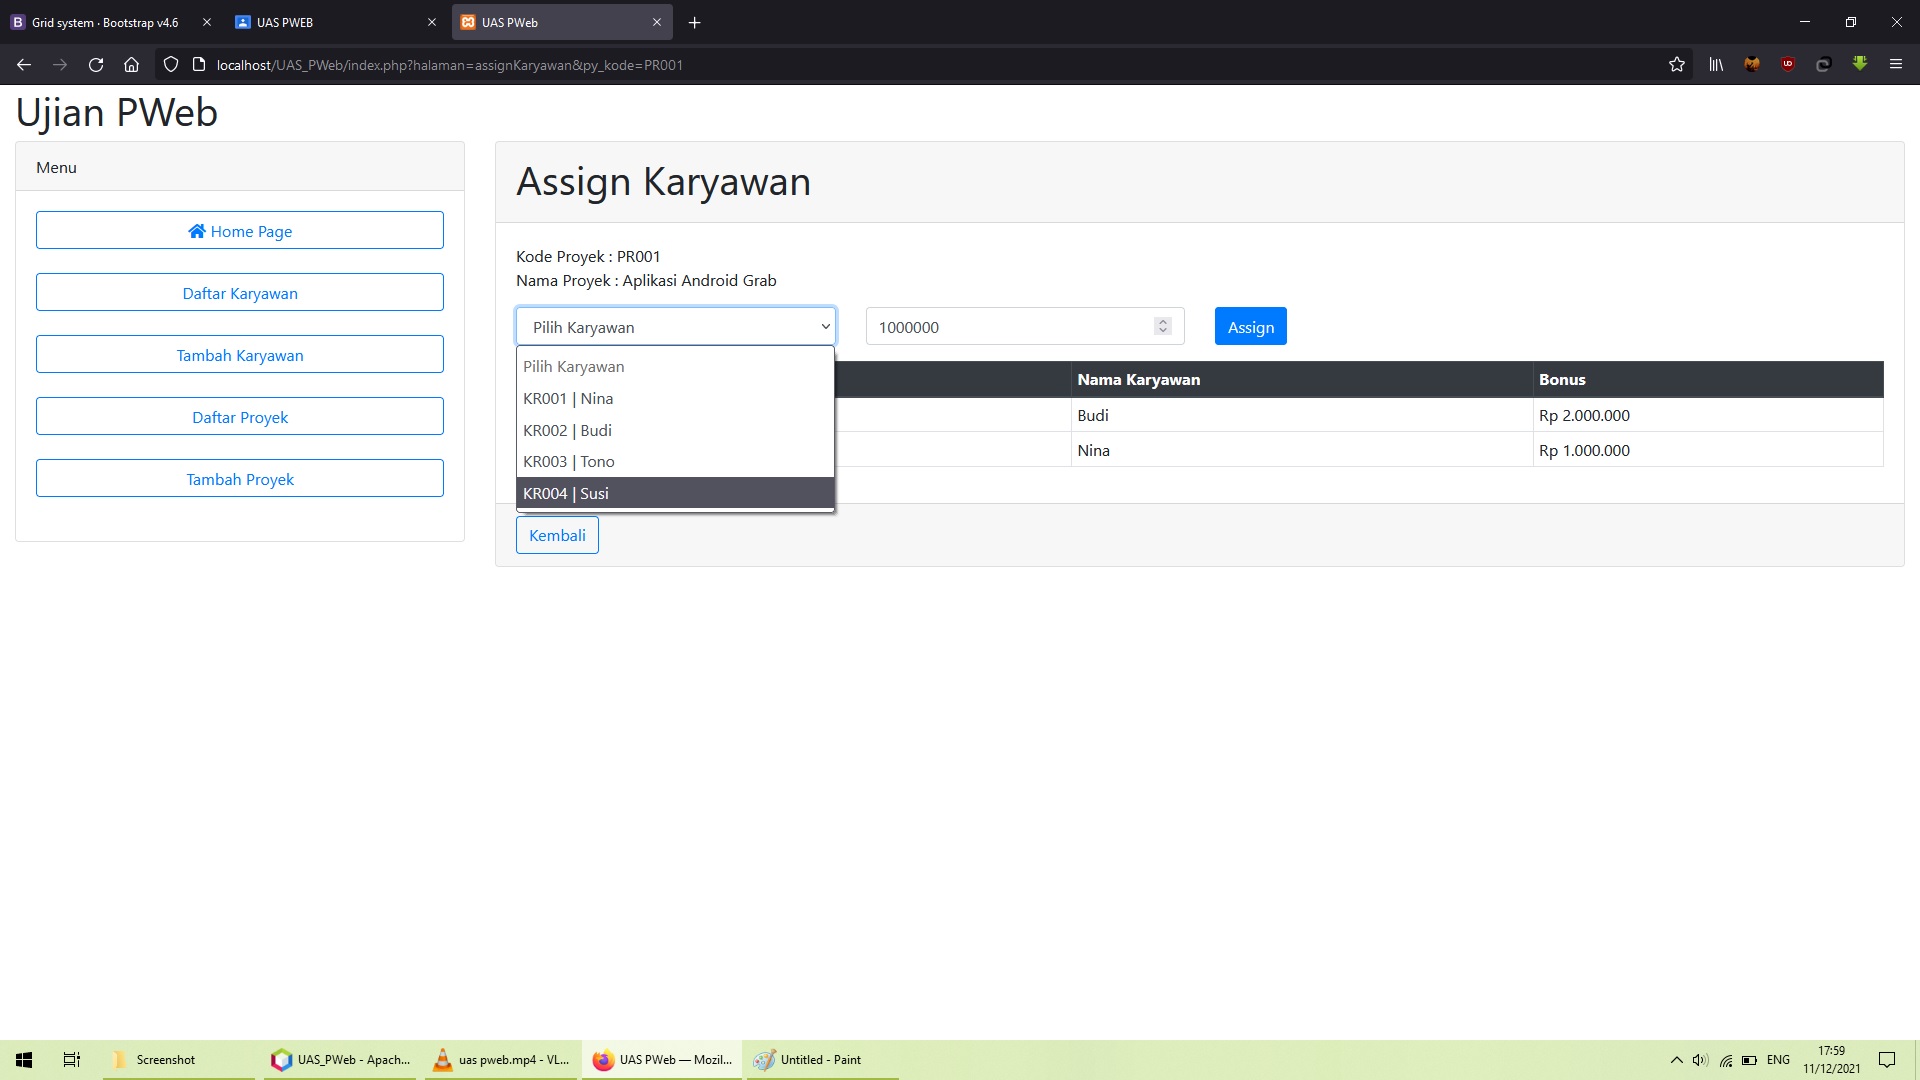 Grid system · Bootstrap v4.6
UAS PWEB
UAS PWeb
localhost/UAS_PWeb/index.php?halaman=assignKaryawan&py_kode=PR001
Ujian PWeb
Menu
Home Page
Daftar Karyawan
Tambah Karyawan
Daftar Proyek
Tambah Proyek
Assign Karyawan
Kode Proyek : PR001
Nama Proyek : Aplikasi Android Grab
Pilih Karyawan
1000000
Assign
Pilih Karyawan
KR001 | Nina
KR002 | Budi
KR003 | Tono
KR004 | Susi
Nama Karyawan
Bonus
Budi
Rp 2.000.000
Nina
Rp 1.000.000
Kembali
Screenshot
UAS_PWeb - Apach...
uas pweb.mp4 - VL...
UAS PWeb — Mozil...
Untitled - Paint
ENG
17:59
11/12/2021